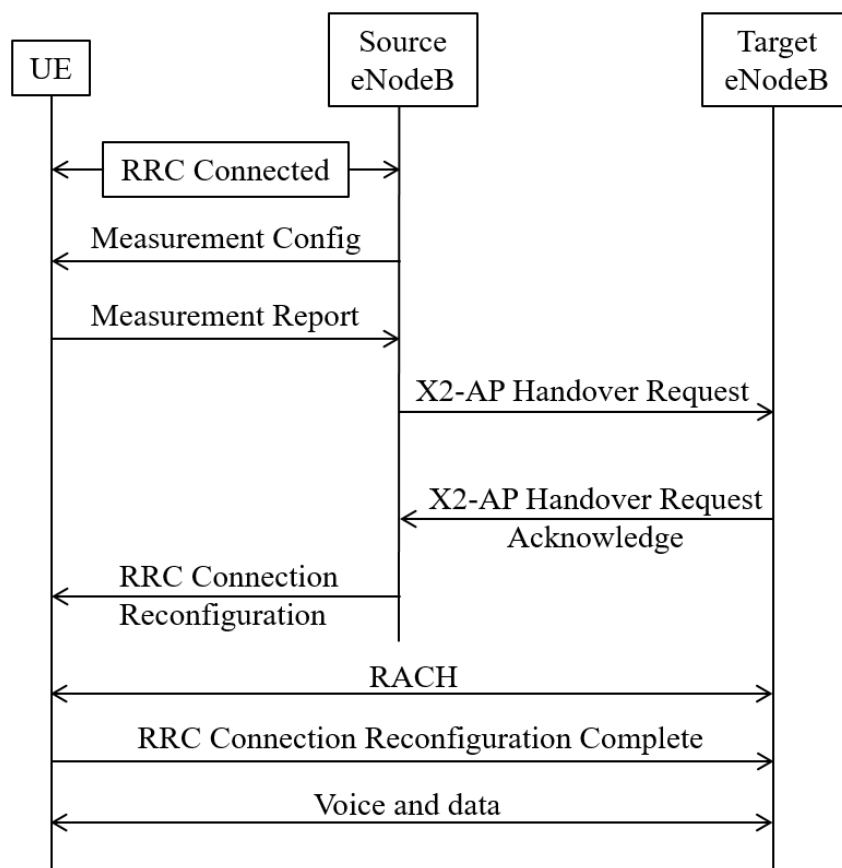 UE
Source
eNodeB
Target
eNodeB
RRC Connected
Measurement Config
Measurement Report
X2-AP Handover Request
X2-AP Handover Request
Acknowledge
RRC Connection
Reconfiguration
RACH
RRC Connection Reconfiguration Complete
Voice and data